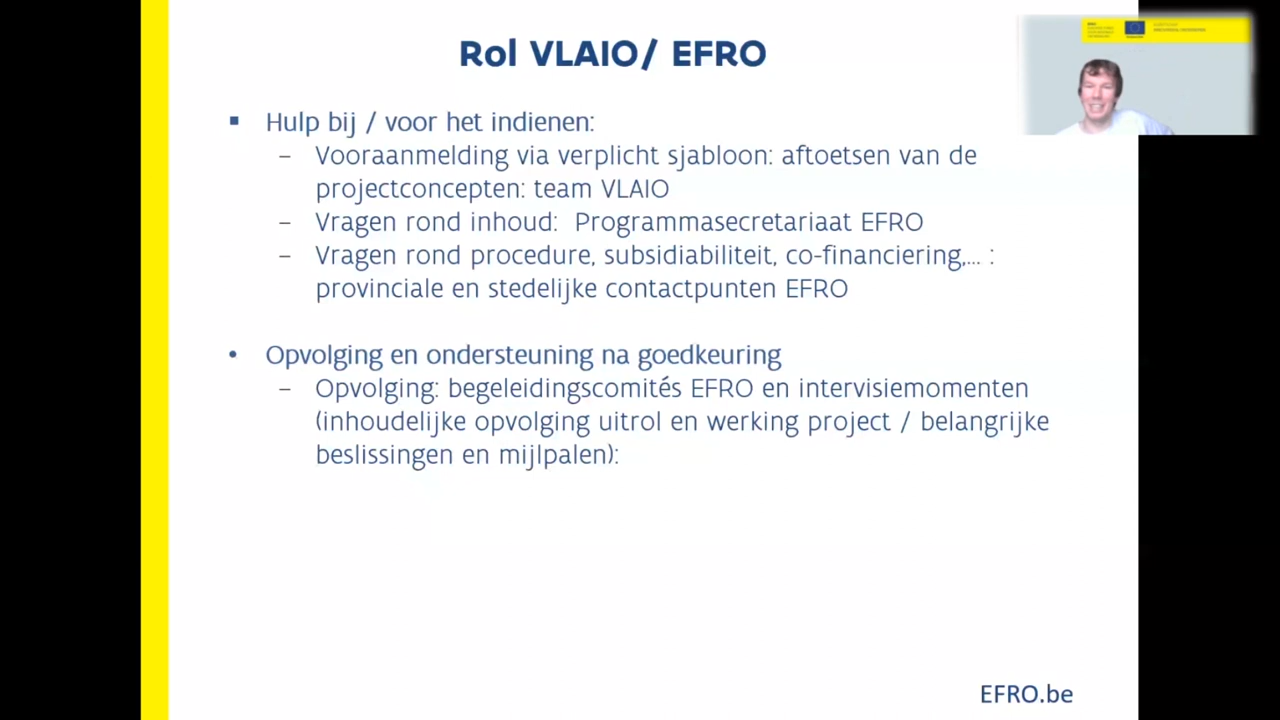 Rol VLAIO/ EFRO
▪ Hulp bij / voor het indienen:
– Vooraanmelding via verplicht sjabloon: aftoetsen van de
projectconcepten: team VLAIO
– Vragen rond inhoud: Programmasecretariaat EFRO
– Vragen rond procedure, subsidiabiliteit, co-financiering,... :
provinciale en stedelijke contactpunten EFRO
• Opvolging en ondersteuning na goedkeuring
– Opvolging: begeleidingscomités EFRO en intervisiemomenten
(inhoudelijke opvolging uitrol en werking project / belangrijke
beslissingen en mijlpalen):
EFRO.be